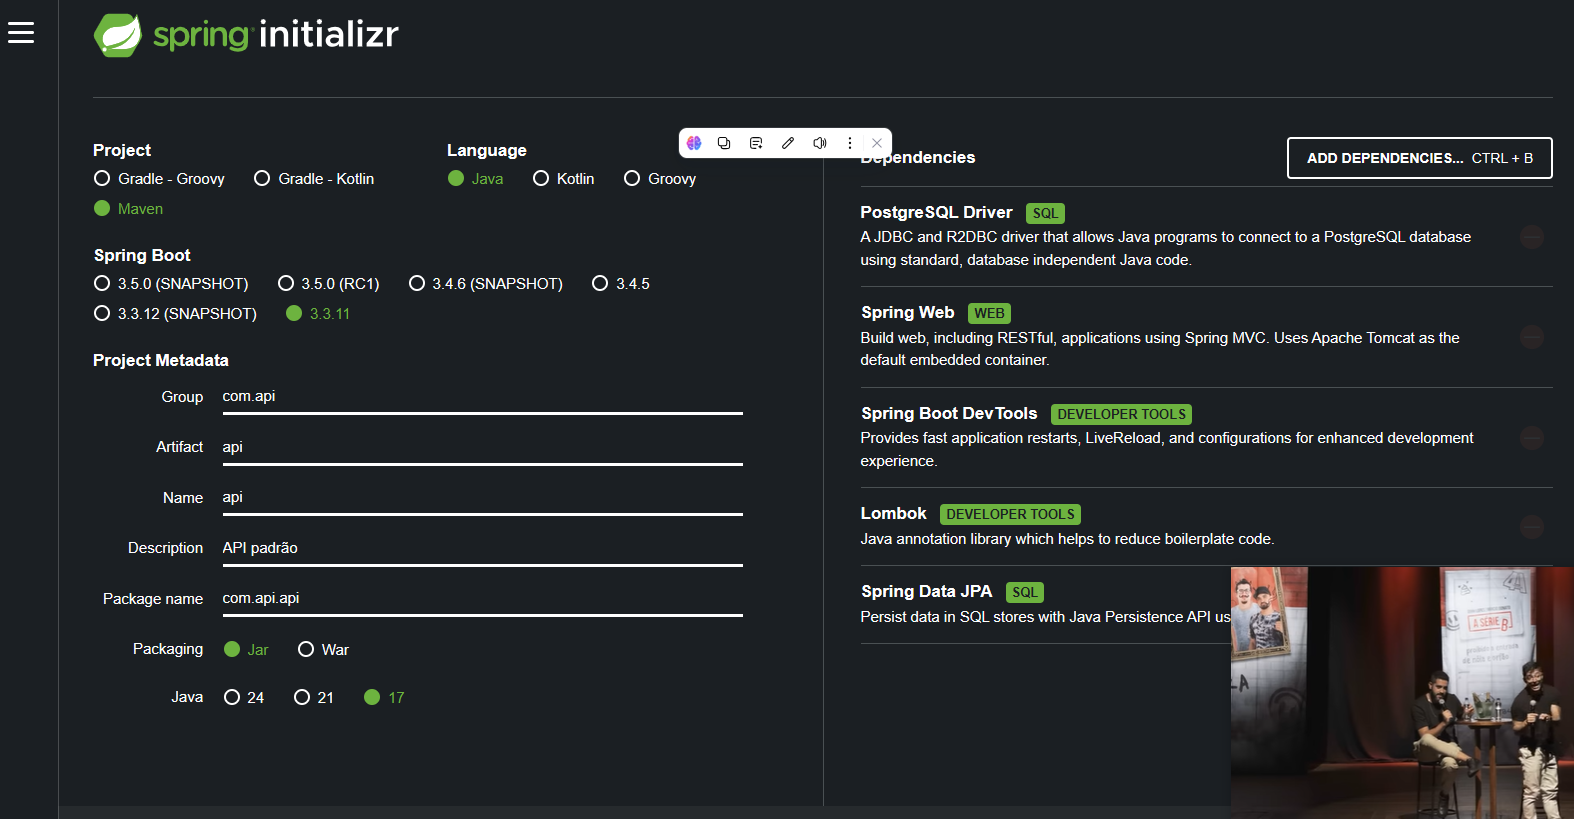 spring initializr
Project
Gradle - Groovy
Gradle - Kotlin
Maven
Language
Java
Kotlin
Groovy
Spring Boot
3.5.0 (SNAPSHOT)
3.5.0 (RC1)
3.4.6 (SNAPSHOT)
3.4.5
3.3.12 (SNAPSHOT)
3.3.11
Project Metadata
Group com.api
Artifact api
Name api
Description API padrão
Package name com.api.api
Packaging Jar War
Java 24 21 17
Dependencies
ADD DEPENDENCIES... CTRL + B
PostgreSQL Driver SQL
A JDBC and R2DBC driver that allows Java programs to connect to a PostgreSQL database
using standard, database independent Java code.
Spring Web WEB
Build web, including RESTful, applications using Spring MVC. Uses Apache Tomcat as the
default embedded container.
Spring Boot DevTools DEVELOPER TOOLS
Provides fast application restarts, LiveReload, and configurations for enhanced development
experience.
Lombok DEVELOPER TOOLS
Java annotation library which helps to reduce boilerplate code.
Spring Data JPA SQL
Persist data in SQL stores with Java Persistence API us
A SÉRIE B